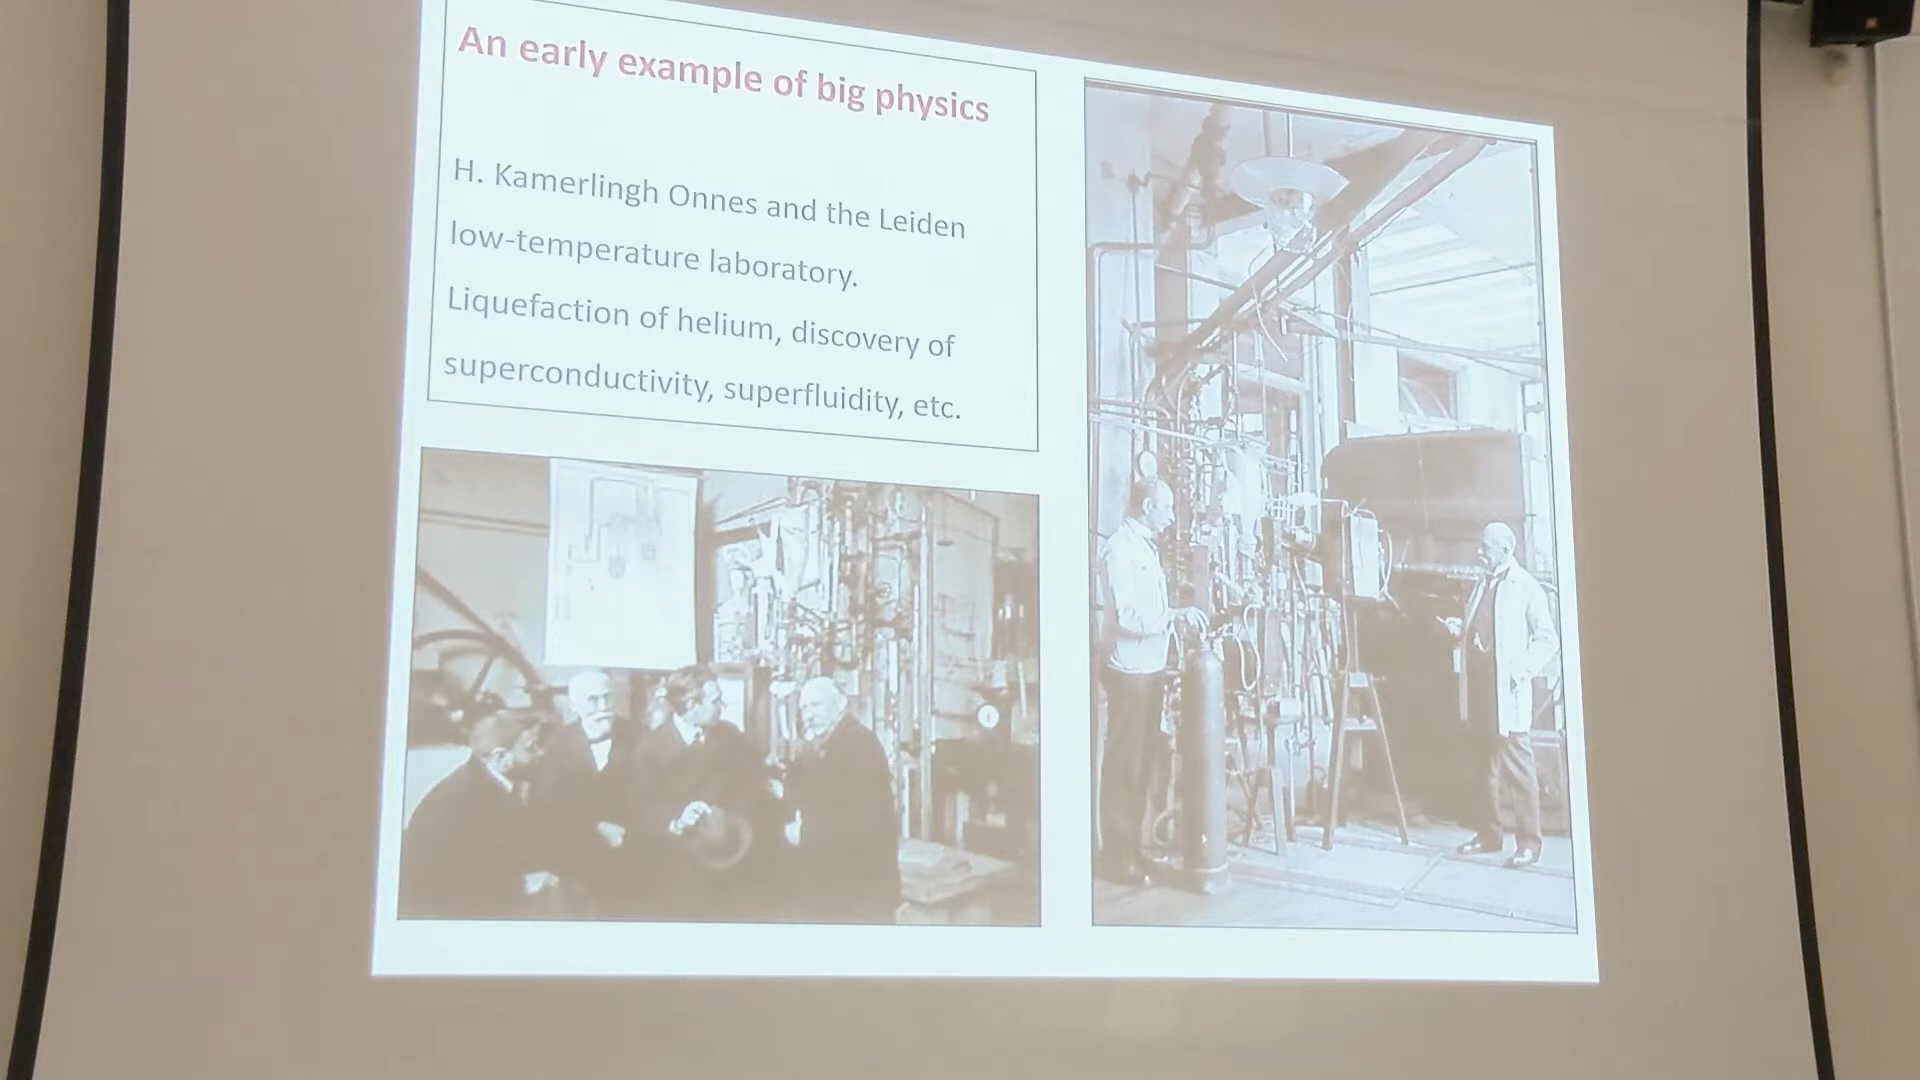 An early example of big physics
H. Kamerlingh Onnes and the Leiden
low-temperature laboratory.
Liquefaction of helium, discovery of
superconductivity, superfluidity, etc.